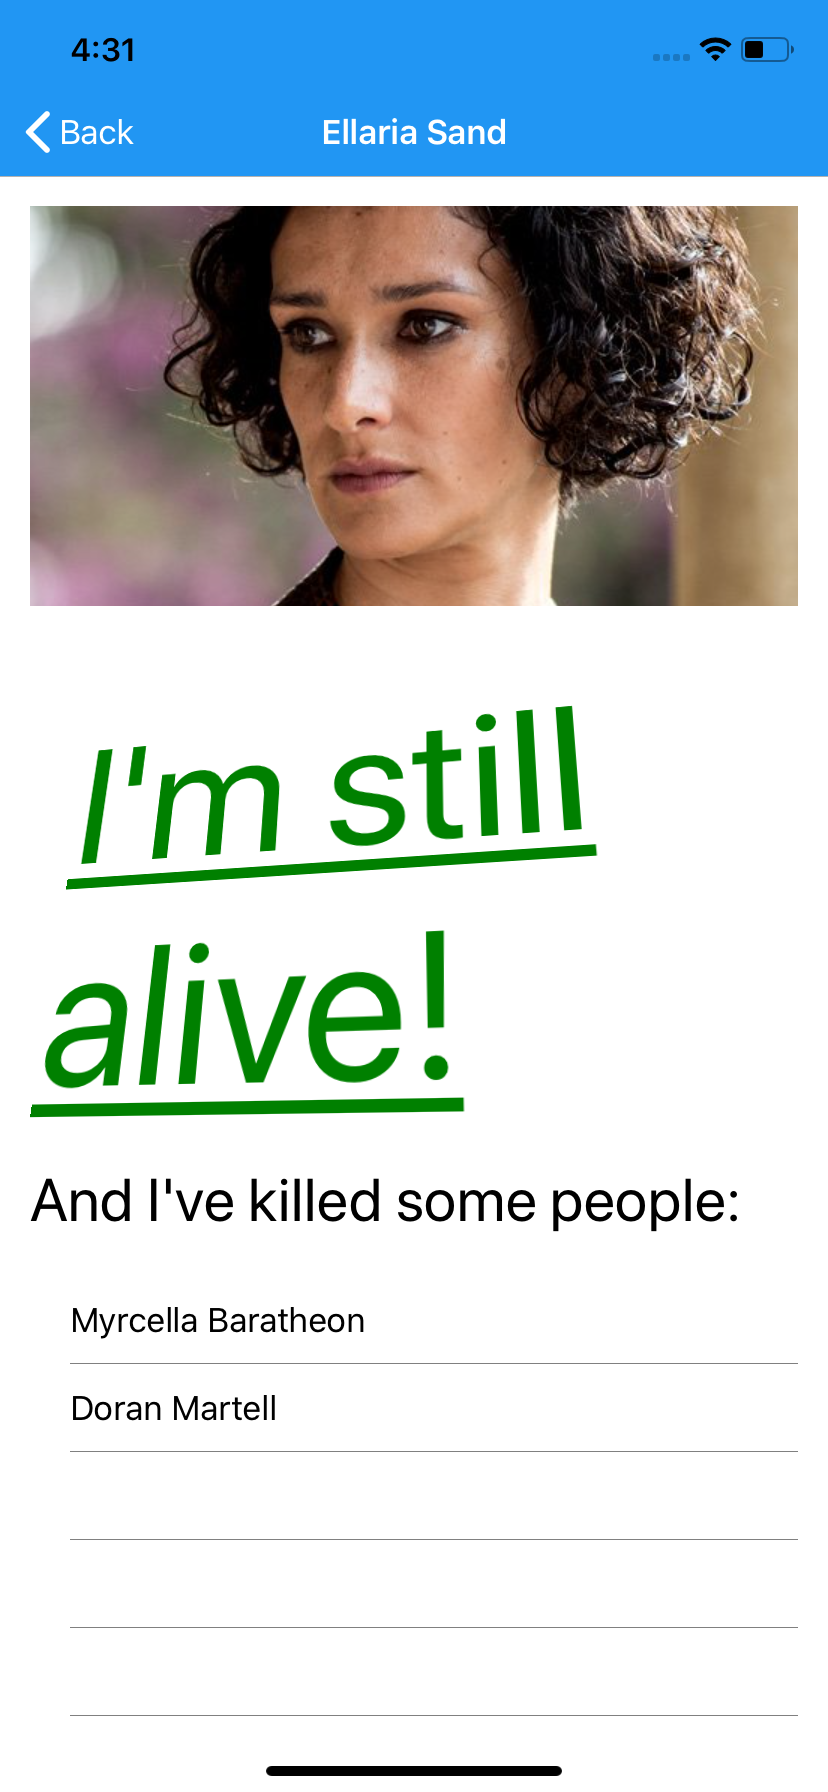 4:31
Back
Ellaria Sand
I'm still
alive!
And I've killed some people:
Myrcella Baratheon
Doran Martell